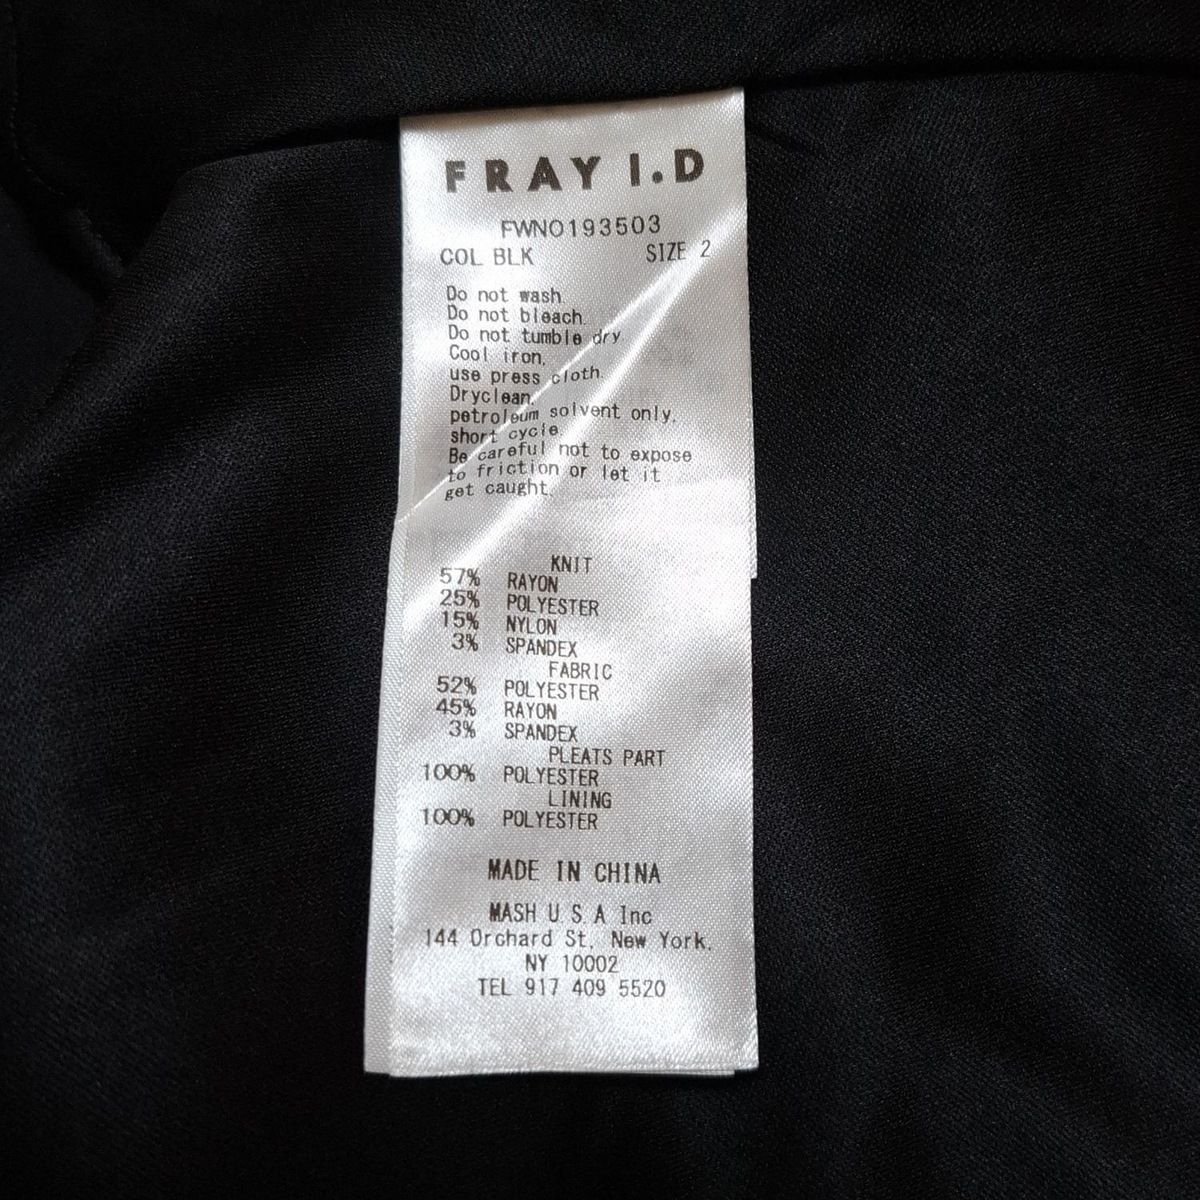 FRAY I.D
FWNO193503
COL BLK SIZE 2
Do not wash.
Do not bleach.
Do not tumble dry
Cool iron.
use press cloth.
Dryclean,
petroleum solvent only,
short cycle.
Be careful not to expose
to friction or let it
get caught.
KNIT
57% RAYON
25% POLYESTER
15% NYLON
3% SPANDEX
FABRIC
52% POLYESTER
45% RAYON
3% SPANDEX
PLEATS PART
100% POLYESTER
LINING
100% POLYESTER
MADE IN CHINA
MASH U.S.A Inc
144 Orchard St, New York,
NY 10002
TEL 917 409 5520